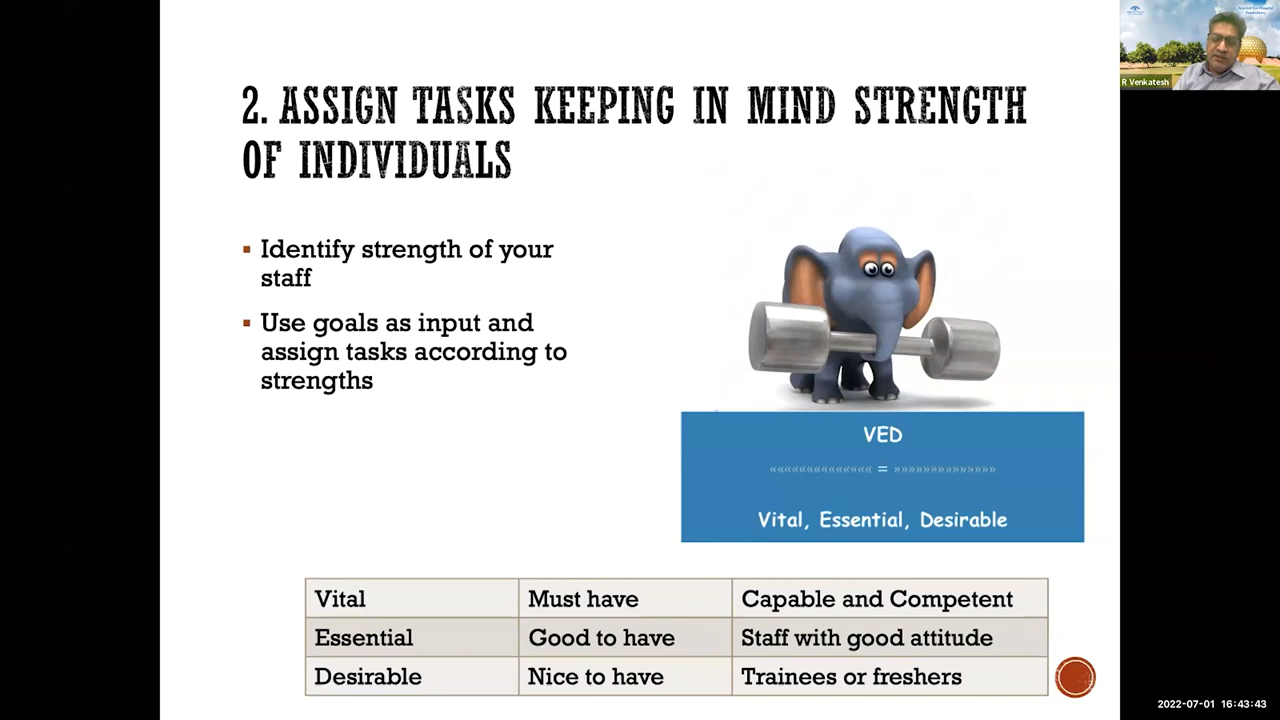 2. ASSIGN TASKS KEEPING IN MIND STRENGTH
OF INDIVIDUALS
▪ Identify strength of your
staff
▪ Use goals as input and
assign tasks according to
strengths
VED
«««««««««««««« = »»»»»»»»»»»»»»
Vital, Essential, Desirable
Vital Must have Capable and Competent
Essential Good to have Staff with good attitude
Desirable Nice to have Trainees or freshers
R Venkatesh
2022-07-01 16:43:43